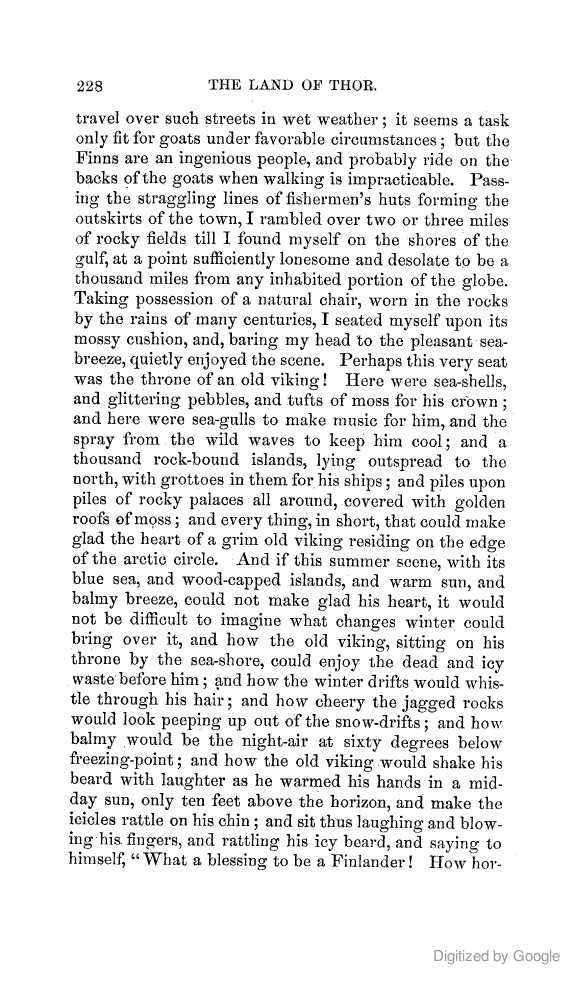 228
THE LAND OF THOR.
travel over such streets in wet weather; it seems a task
only fit for goats under favorable circumstances; but the
Finns are an ingenious people, and probably ride on the
backs of the goats when walking is impracticable. Pass-
ing the straggling lines of fishermen's huts forming the
outskirts of the town, I rambled over two or three miles
of rocky fields till I found myself on the shores of the
gulf, at a point sufficiently lonesome and desolate to be a
thousand miles from any inhabited portion of the globe.
Taking possession of a natural chair, worn in the rocks
by the rains of many centuries, I seated myself upon its
mossy cushion, and, baring my head to the pleasant sea-
breeze, quietly enjoyed the scene. Perhaps this very seat
was the throne of an old viking! Here were sea-shells,
and glittering pebbles, and tufts of moss for his crown;
and here were sea-gulls to make music for him, and the
spray from the wild waves to keep him cool; and a
thousand rock-bound islands, lying outspread to the
north, with grottoes in them for his ships; and piles upon
piles of rocky palaces all around, covered with golden
roofs of moss; and every thing, in short, that could make
glad the heart of a grim old viking residing on the edge
of the arctic circle. And if this summer scene, with its
blue sea, and wood-capped islands, and warm sun, and
balmy breeze, could not make glad his heart, it would
not be difficult to imagine what changes winter could
bring over it, and how the old viking, sitting on his
throne by the sea-shore, could enjoy the dead and icy
waste before him; and how the winter drifts would whis-
tle through his hair; and how cheery the jagged rocks
would look peeping up out of the snow-drifts; and how
balmy would be the night-air at sixty degrees below
freezing-point; and how the old viking would shake his
beard with laughter as he warmed his hands in a mid-
day sun, only ten feet above the horizon, and make the
icicles rattle on his chin; and sit thus laughing and blow-
ing his fingers, and rattling his icy beard, and saying to
himself, "What a blessing to be a Finlander! How hor-
Digitized by Google